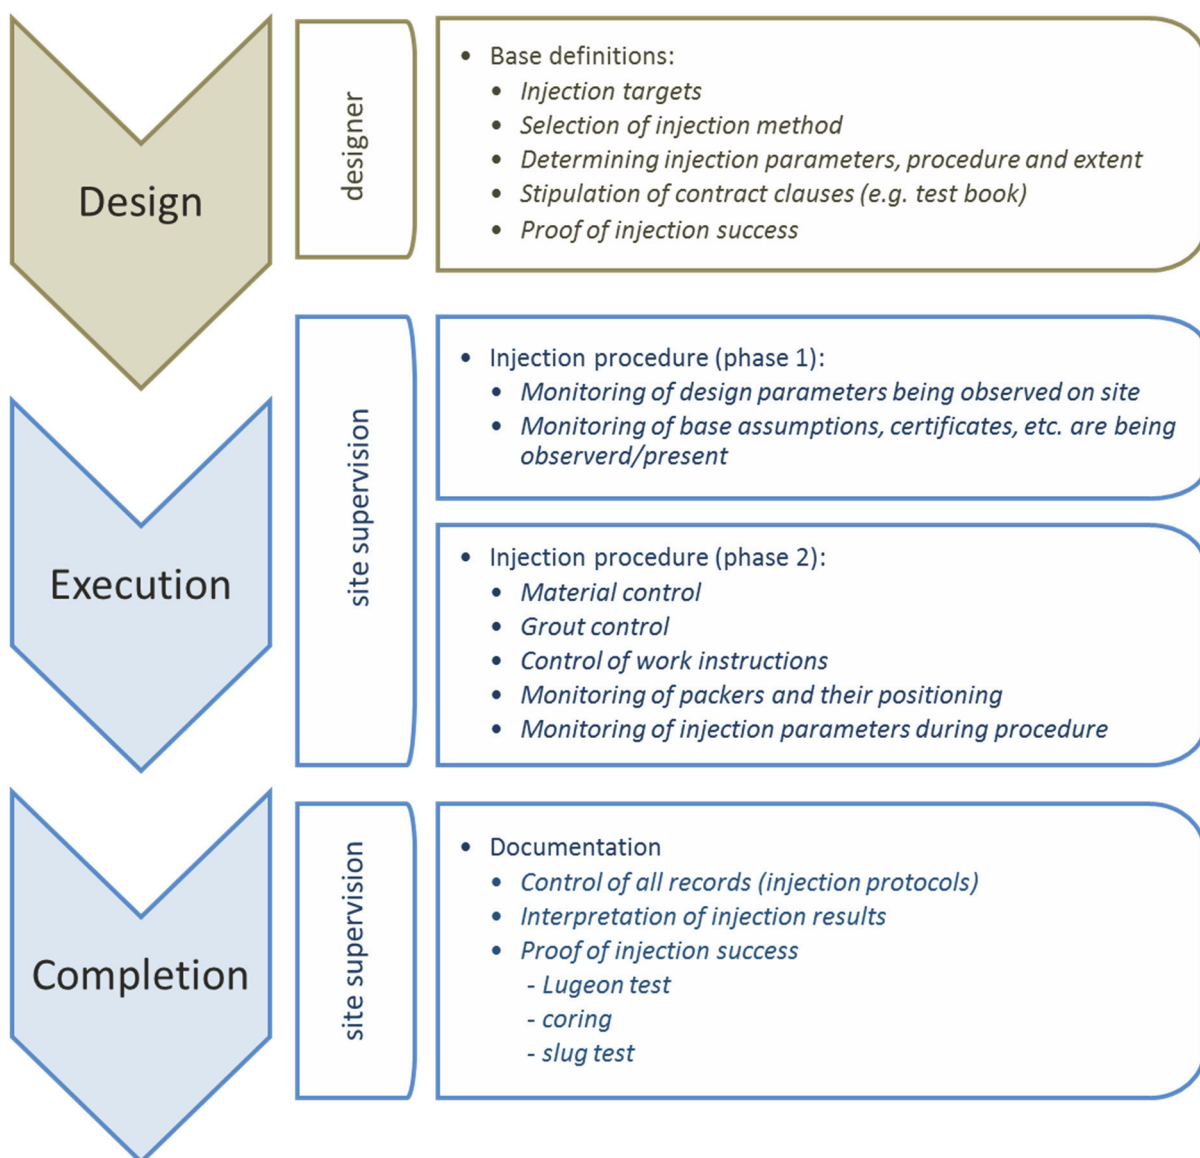 Design
designer
• Base definitions:
• Injection targets
• Selection of injection method
• Determining injection parameters, procedure and extent
• Stipulation of contract clauses (e.g. test book)
• Proof of injection success
Execution
site supervision
• Injection procedure (phase 1):
• Monitoring of design parameters being observed on site
• Monitoring of base assumptions, certificates, etc. are being
observerd/present
• Injection procedure (phase 2):
• Material control
• Grout control
• Control of work instructions
• Monitoring of packers and their positioning
• Monitoring of injection parameters during procedure
Completion
site supervision
• Documentation
• Control of all records (injection protocols)
• Interpretation of injection results
• Proof of injection success
- Lugeon test
- coring
- slug test